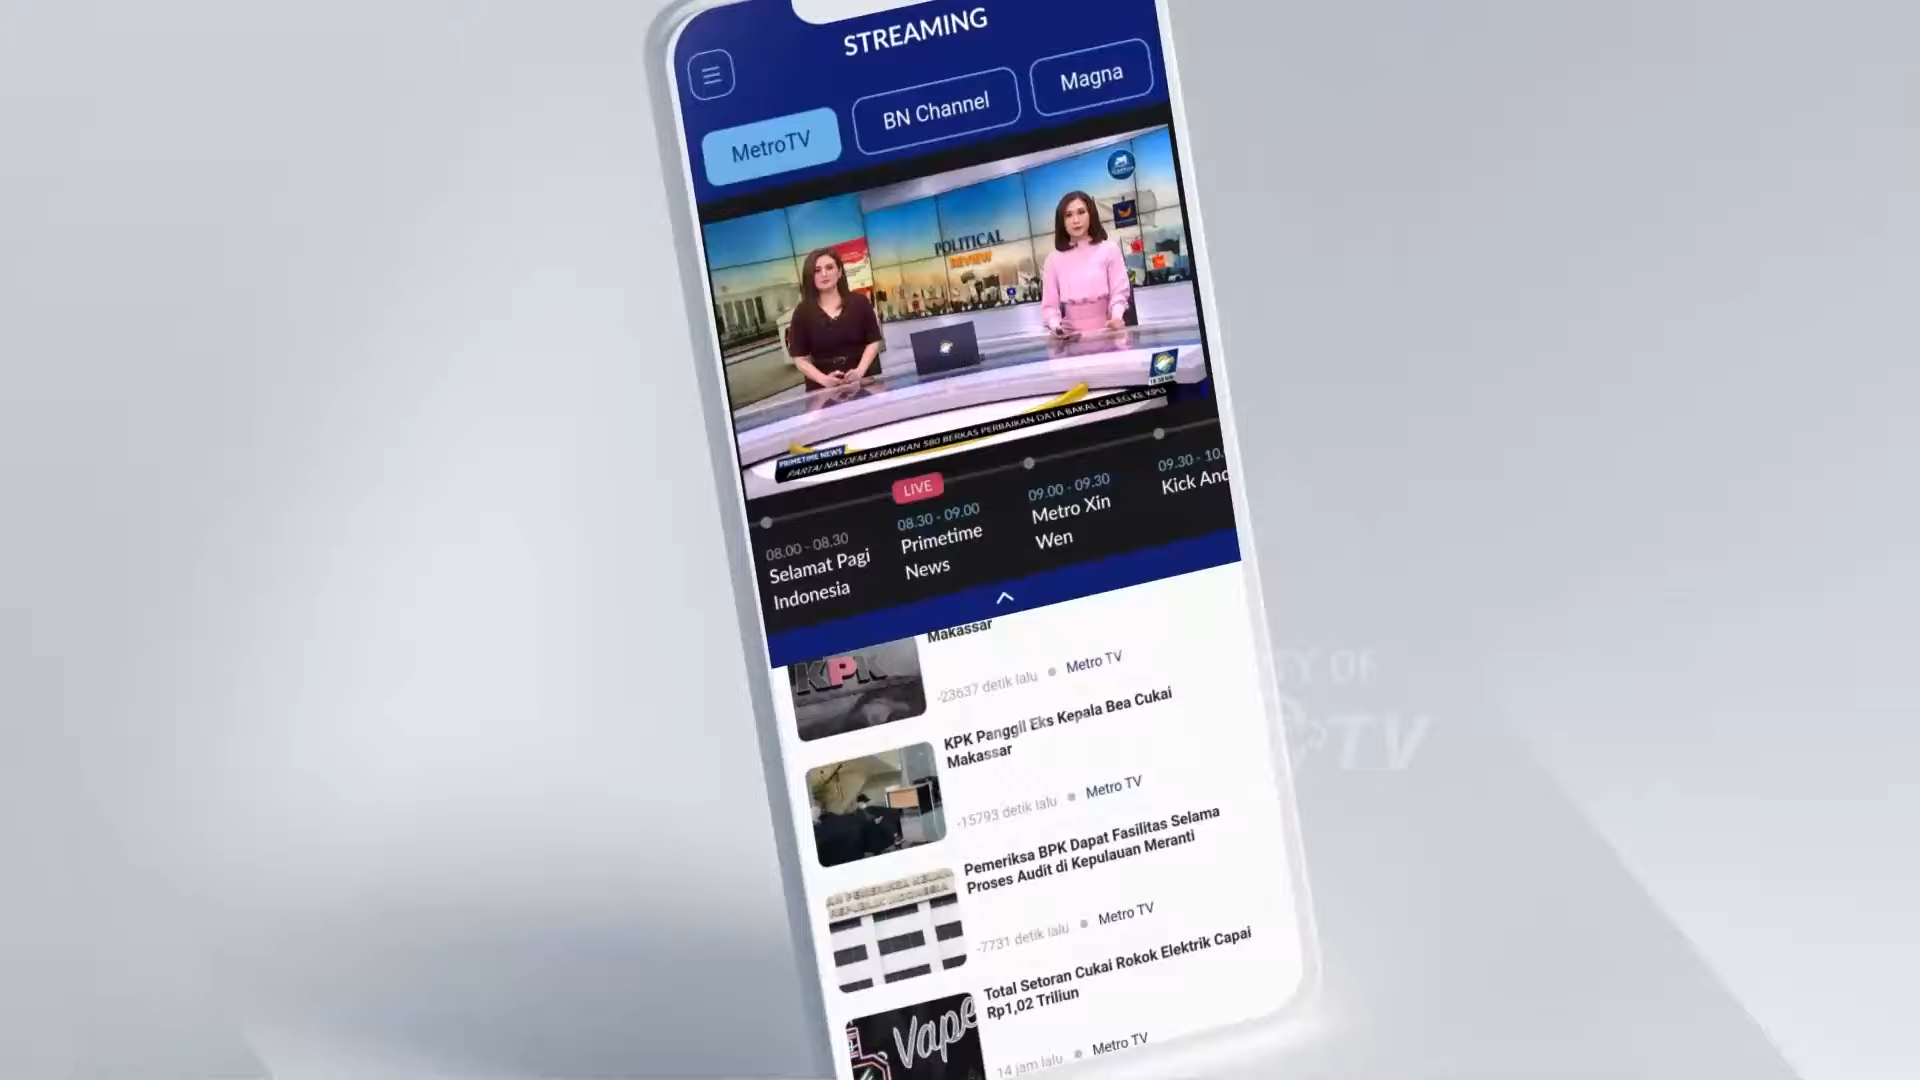 STREAMING
MetroTV
BN Channel
Magna
POLITICAL
REVIEW
PRIMETIME NEWS
PARTAI NASDEM SERAHKAN 580 BERKAS PERBAIKAN DATA BAKAL CALEG KE KPU
LIVE
08.00 - 08.30
Selamat Pagi
Indonesia
08.30 - 09.00
Primetime
News
09.00 - 09.30
Metro Xin
Wen
09.30 - 10.
Kick And
KPK
Makassar
-23637 detik lalu
Metro TV
KPK Panggil Eks Kepala Bea Cukai
Makassar
-15793 detik lalu
Metro TV
Pemeriksa BPK Dapat Fasilitas Selama
Proses Audit di Kepulauan Meranti
-7731 detik lalu
Metro TV
REPUBLIK INDONESIA
Total Setoran Cukai Rokok Elektrik Capai
Rp1,02 Triliun
14 jam lalu
Metro TV
Vape
OF
TV